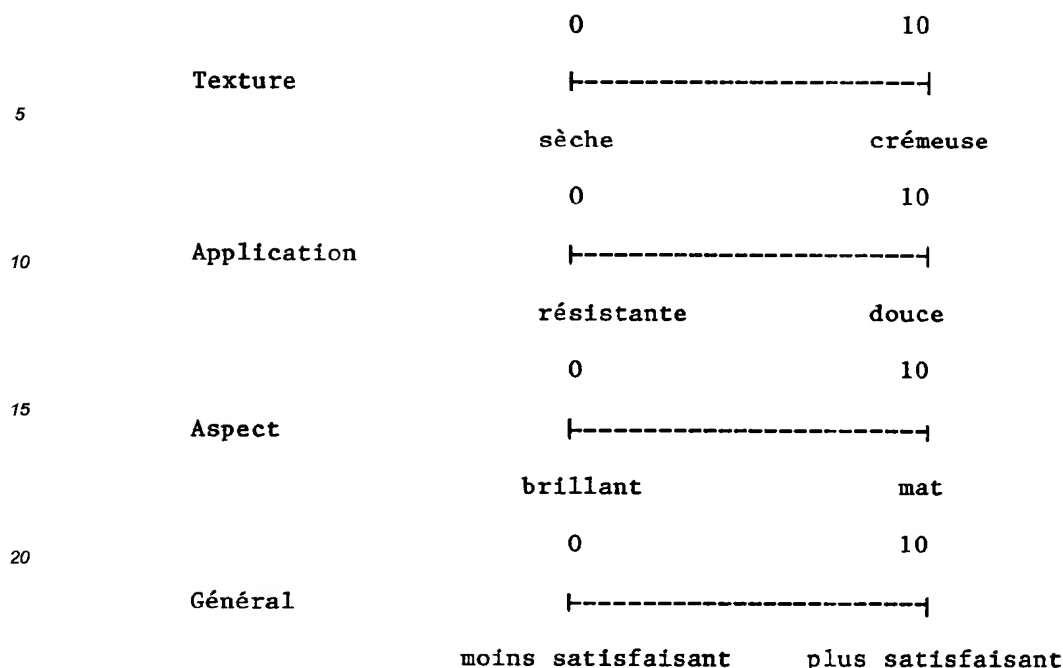 0 10
Texture
5
sèche crémeuse
0 10
10 Application
résistante douce
0 10
15
Aspect
brillant mat
0 10
20
Général
moins satisfaisant plus satisfaisant